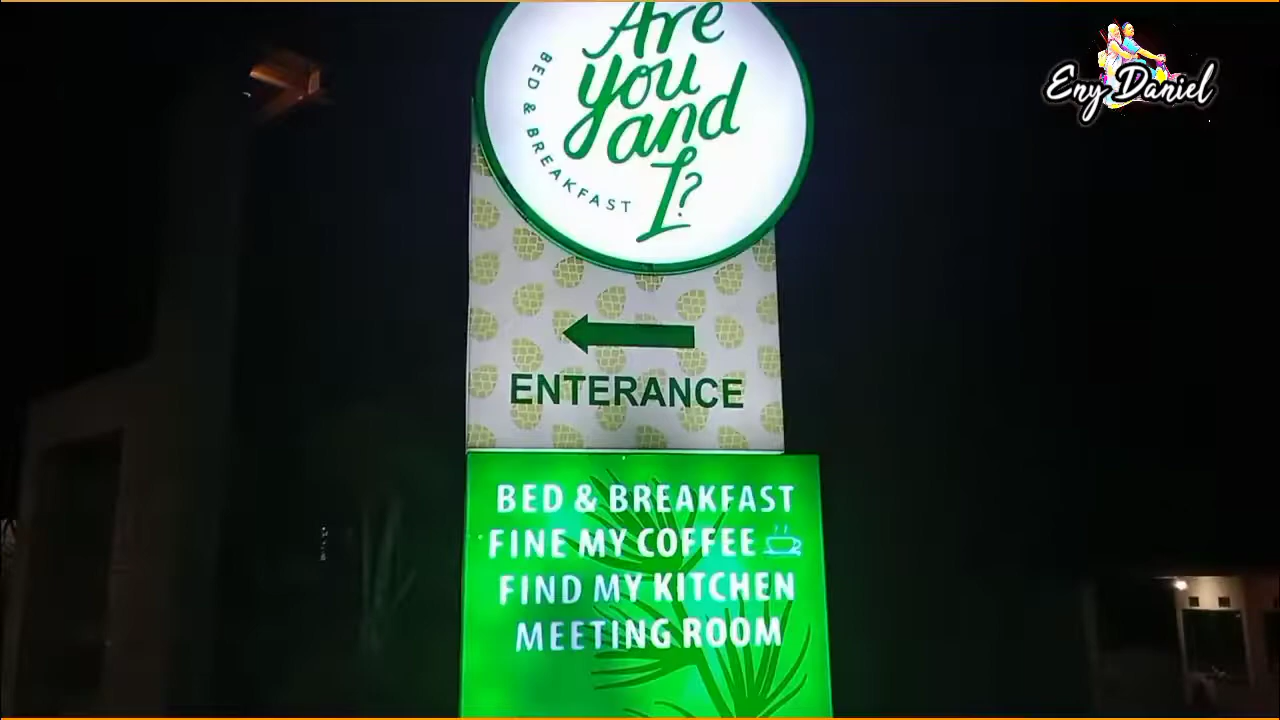 Are
you
and
I?
BED & BREAKFAST
ENTERANCE
BED & BREAKFAST
FINE MY COFFEE
FIND MY KITCHEN
MEETING ROOM
Eny Daniel